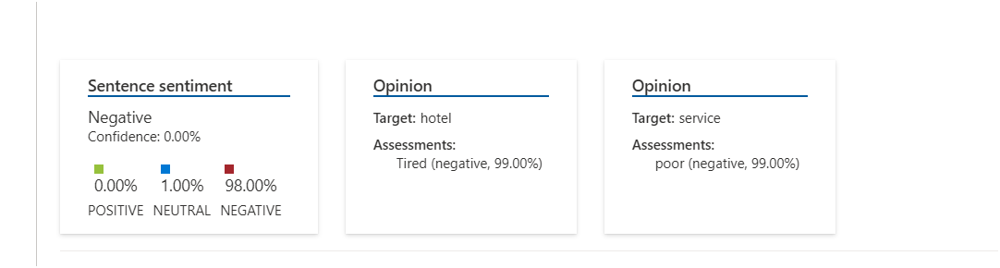 Sentence sentiment
Negative
Confidence: 0.00%
0.00% 1.00% 98.00%
POSITIVE NEUTRAL NEGATIVE
Opinion
Target: hotel
Assessments:
Tired (negative, 99.00%)
Opinion
Target: service
Assessments:
poor (negative, 99.00%)